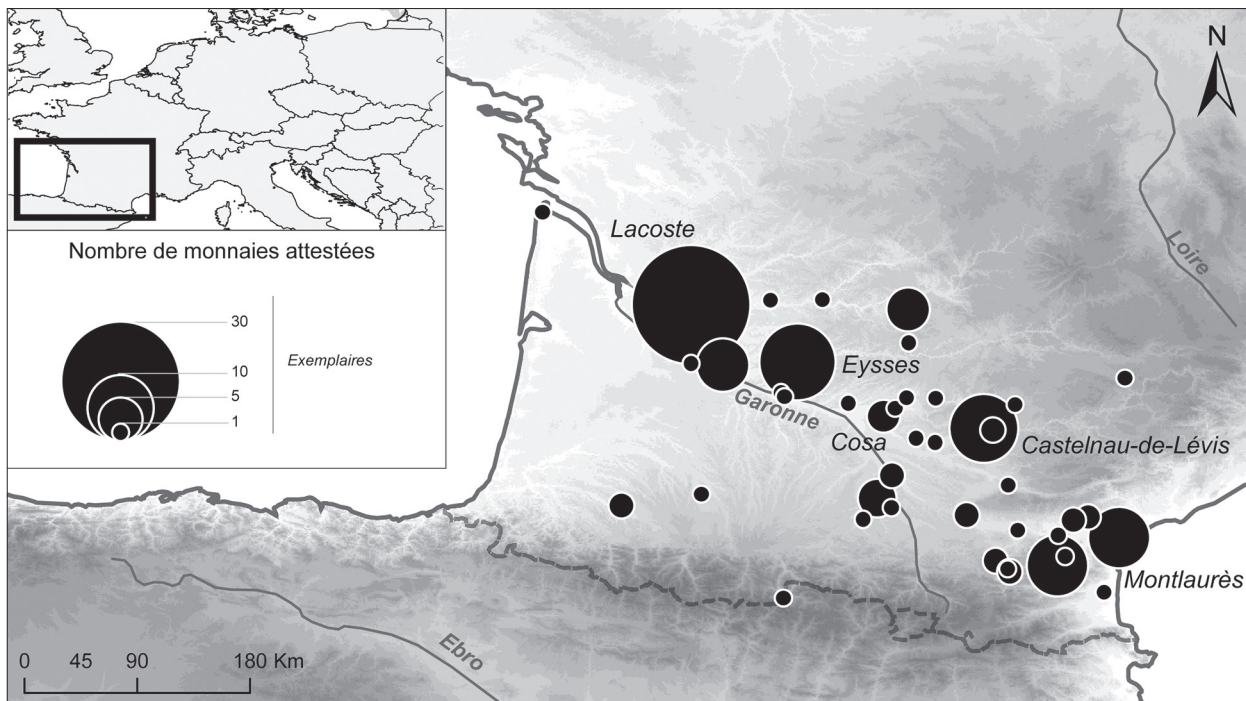 Nombre de monnaies attestées
30
10
5
1
Exemplaires
N
Loire
Lacoste
Eysses
Garonne
Cosa
Castelnau-de-Lévis
Montlaurès
Ebro
0 45 90 180 Km